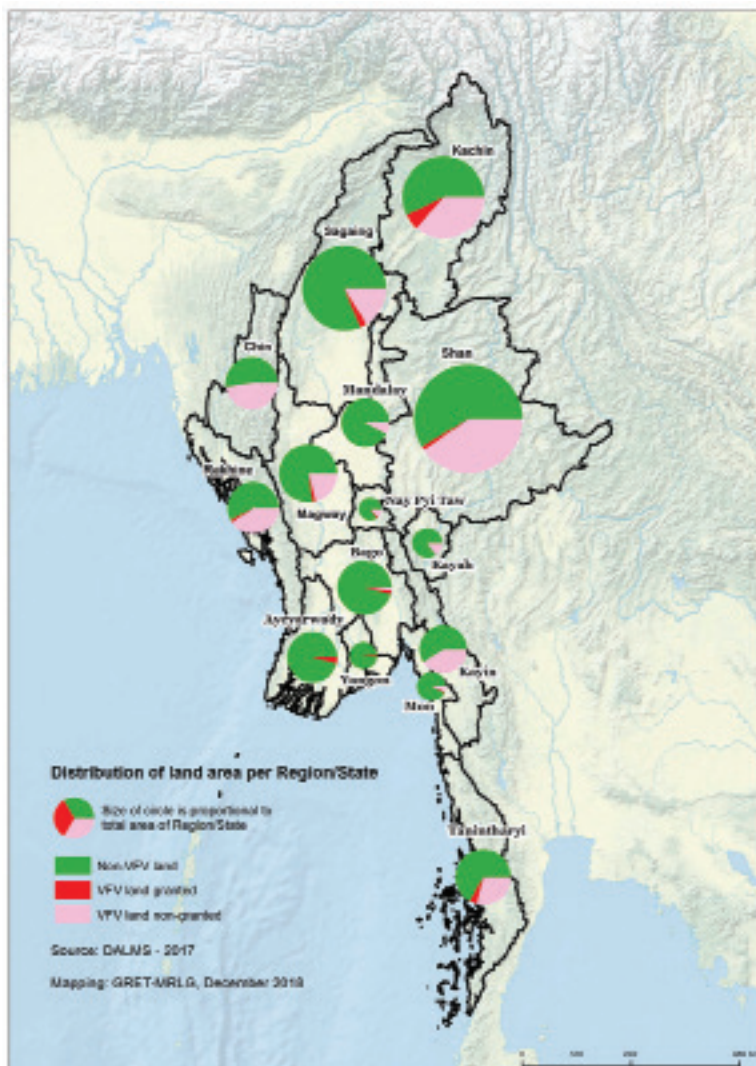 Kachin
Sagaing
Chin
Shan
Mandalay
Rakhine
Magway
Nay Pyi Taw
Kayah
Bago
Ayeyarwady
Yangon
Kayin
Mon
Tanintharyi
Distribution of land area per Region/State
Size of circle is proportional to
total area of Region/State
Non-VFV land
VFV land granted
VFV land non-granted
Source: DALMS - 2017
Mapping: GRET-MRLG, December 2018
0